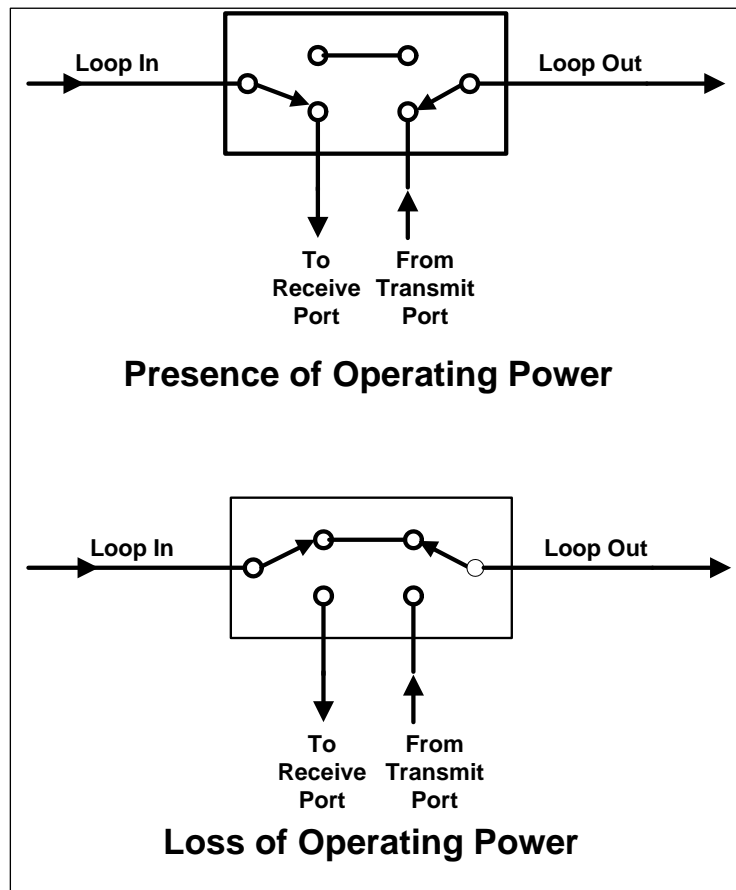 Loop In
Loop Out
To
Receive
Port
From
Transmit
Port
Presence of Operating Power
Loop In
Loop Out
To
Receive
Port
From
Transmit
Port
Loss of Operating Power